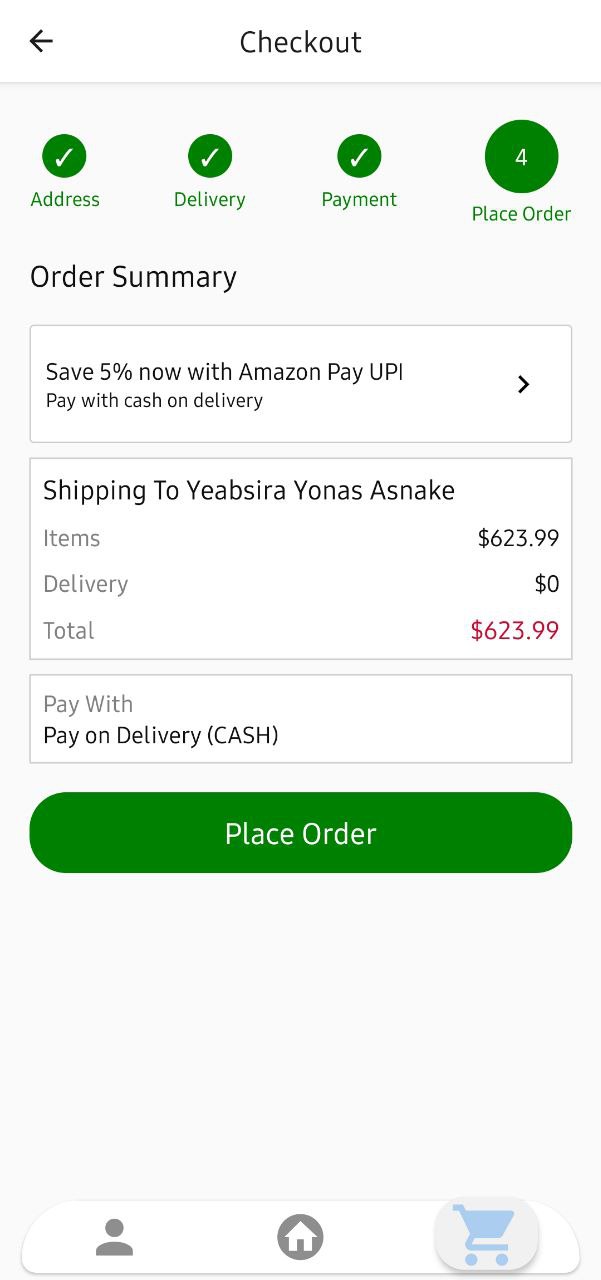 Checkout
✓ ✓ ✓ 4
Address Delivery Payment Place Order
Order Summary
Save 5% now with Amazon Pay UPI
Pay with cash on delivery
Shipping To Yeabsira Yonas Asnake
Items $623.99
Delivery $0
Total $623.99
Pay With
Pay on Delivery (CASH)
Place Order